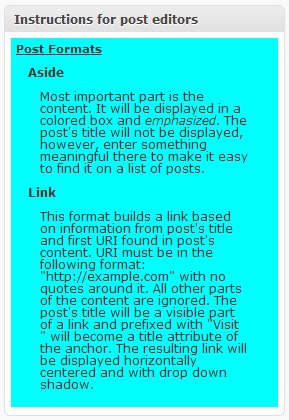 Instructions for post editors
Post Formats
Aside
Most important part is the
content. It will be displayed in a
colored box and emphasized. The
post's title will not be displayed,
however, enter something
meaningful there to make it easy
to find it on a list of posts.
Link
This format builds a link based
on information from post's title
and first URI found in post's
content. URI must be in the
following format:
"http://example.com" with no
quotes around it. All other parts
of the content are ignored. The
post's title will be a visible part
of a link and prefixed with "Visit
" will become a title attribute of
the anchor. The resulting link will
be displayed horizontally
centered and with drop down
shadow.